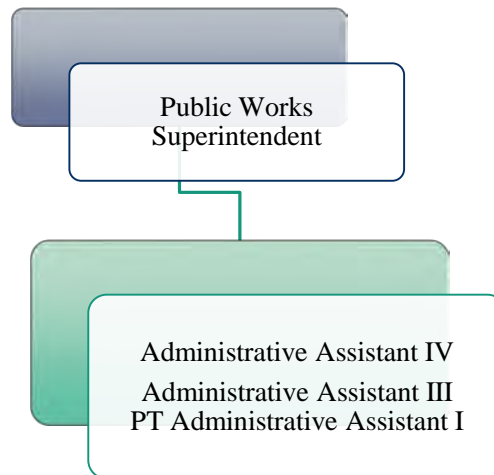 Public Works
Superintendent
Administrative Assistant IV
Administrative Assistant III
PT Administrative Assistant I